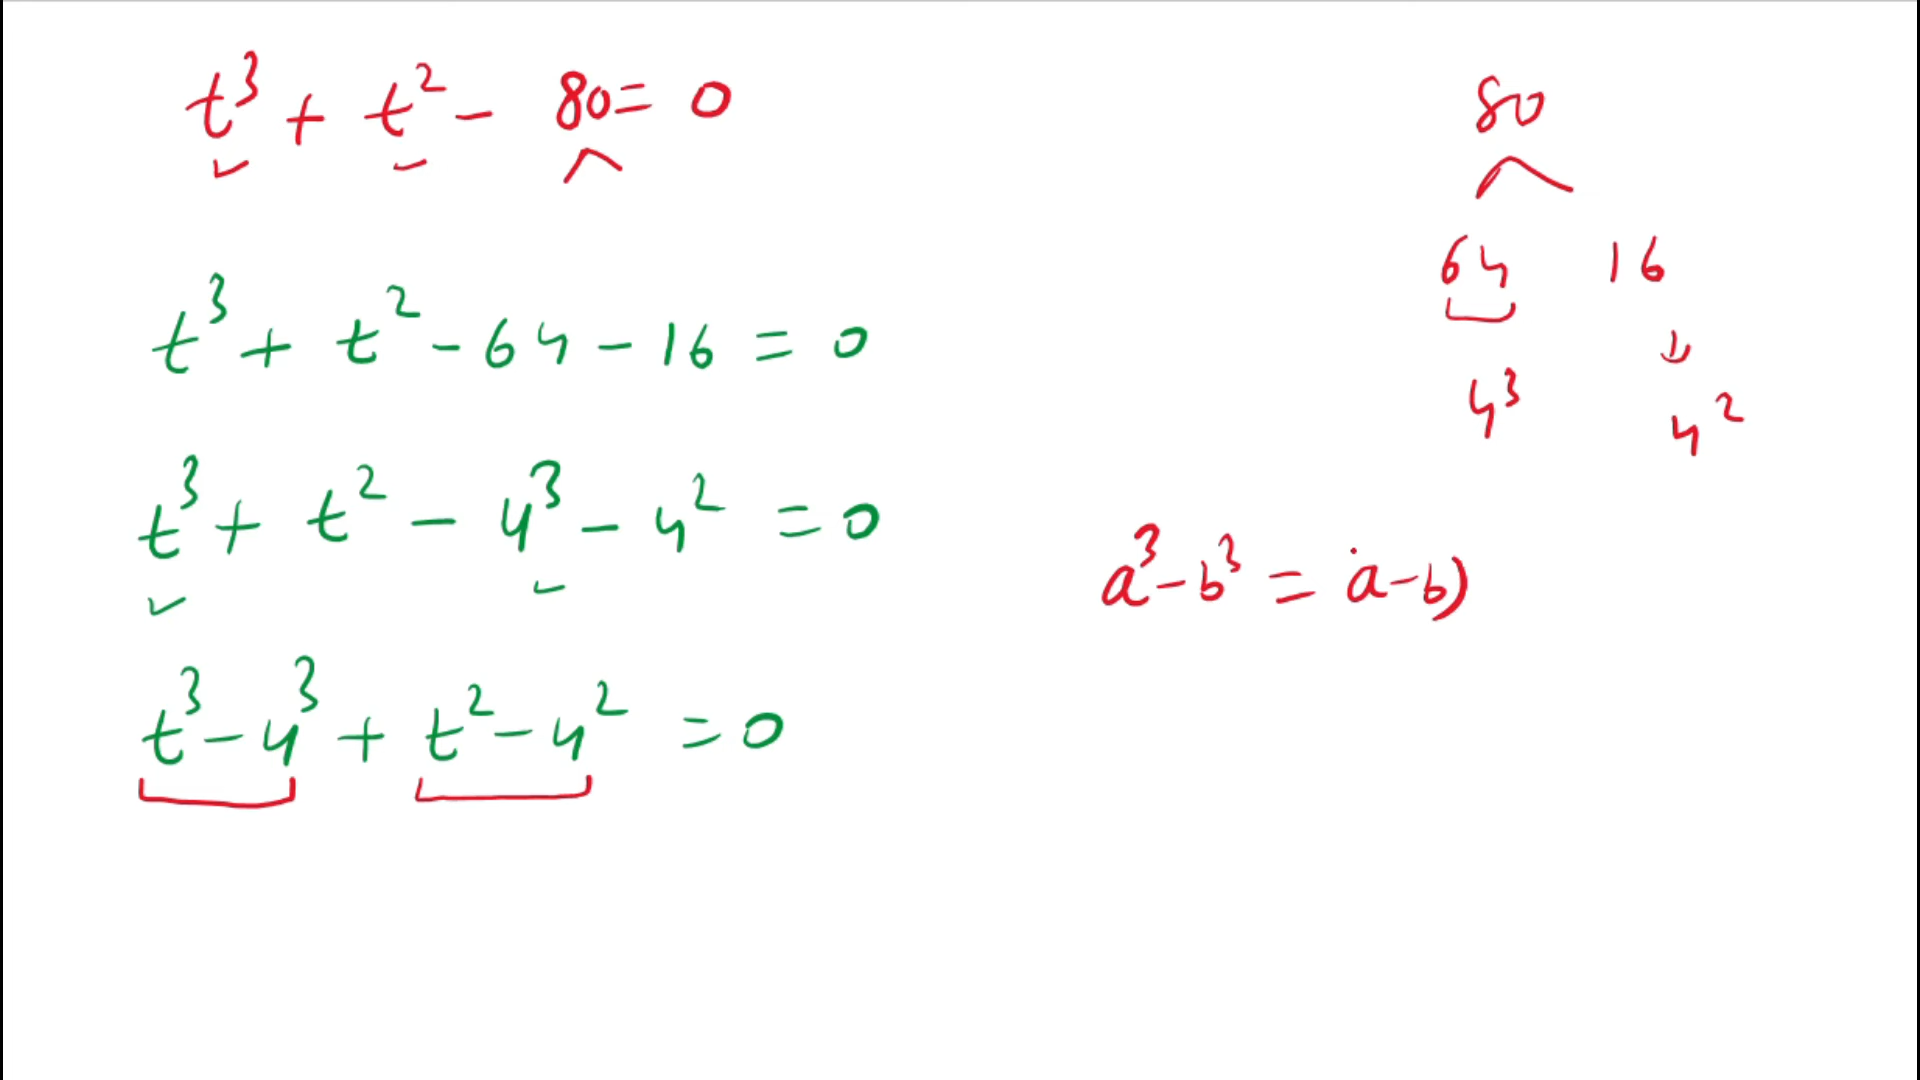 t³ + t² - 80 = 0
t³ + t² - 64 - 16 = 0
t³ + t² - 4³ - 4² = 0
t³ - 4³ + t² - 4² = 0
80
64 16
4³ 4²
a³ - b³ = a - b)